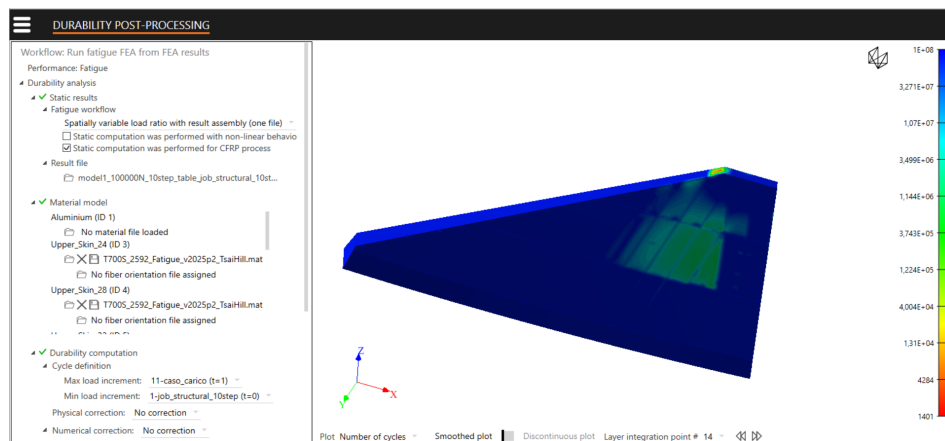 DURABILITY POST-PROCESSING
Workflow: Run fatigue FEA from FEA results
Performance: Fatigue
Durability analysis
Static results
Fatigue workflow
Spatially variable load ratio with result assembly (one file)
Static computation was performed with non-linear behavio
Static computation was performed for CFRP process
Result file
model1_100000N_10step_table_job_structural_10st...
Material model
Aluminium (ID 1)
No material file loaded
Upper_Skin_24 (ID 3)
T700S_2592_Fatigue_v2025p2_TsaiHill.mat
No fiber orientation file assigned
Upper_Skin_28 (ID 4)
T700S_2592_Fatigue_v2025p2_TsaiHill.mat
No fiber orientation file assigned
Durability computation
Cycle definition
Max load increment: 11-caso_carico (t=1)
Min load increment: 1-job_structural_10step (t=0)
Physical correction: No correction
Numerical correction: No correction
1E+08
3,271E+07
1,07E+07
3,499E+06
1,144E+06
3,743E+05
1,224E+05
4,004E+04
1,31E+04
4284
1401
Z
X
Y
Plot Number of cycles Smoothed plot Discontinuous plot Layer integration point # 14